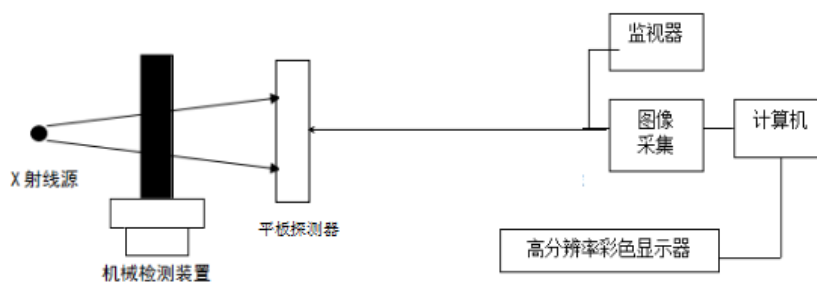 监视器
图像
采集
计算机
X 射线源
平板探测器
高分辨率彩色显示器
机械检测装置